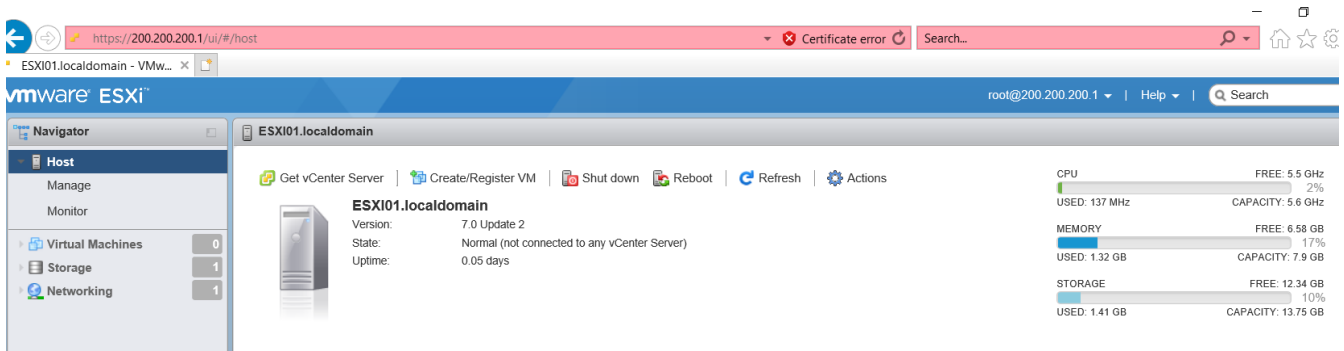 https://200.200.200.1/ui/#/host
Certificate error
Search...
ESXI01.localdomain - VMw...
vmware ESXi™
root@200.200.200.1
|
Help
|
Search
Navigator
ESXI01.localdomain
Host
Manage
Monitor
Virtual Machines 0
Storage 1
Networking 1
Get vCenter Server | Create/Register VM | Shut down Reboot | Refresh | Actions
ESXI01.localdomain
Version: 7.0 Update 2
State: Normal (not connected to any vCenter Server)
Uptime: 0.05 days
CPU FREE: 5.5 GHz
2%
USED: 137 MHz CAPACITY: 5.6 GHz
MEMORY FREE: 6.58 GB
17%
USED: 1.32 GB CAPACITY: 7.9 GB
STORAGE FREE: 12.34 GB
10%
USED: 1.41 GB CAPACITY: 13.75 GB